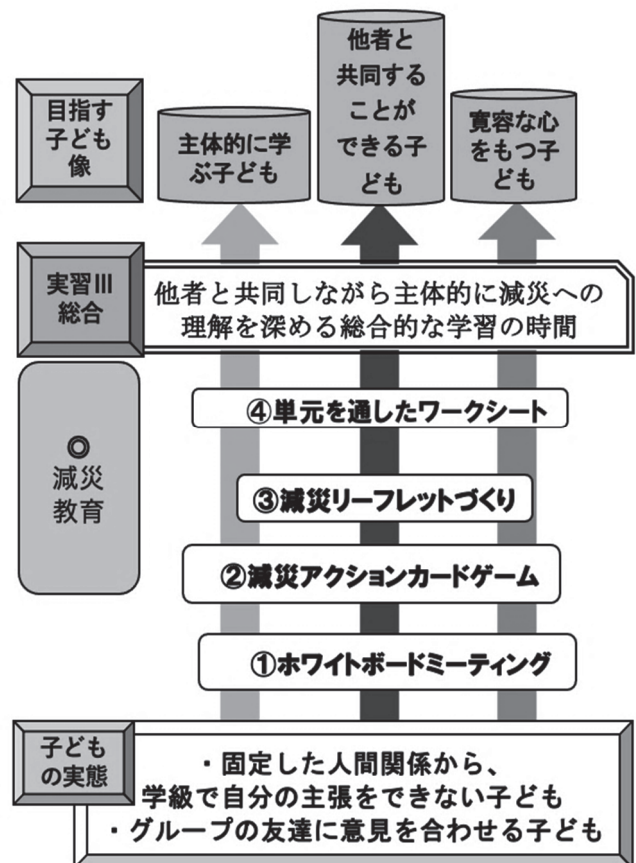 目指す
子ども
像
主体的に学
ぶ子ども
他者と
共同する
ことが
できる子
ども
寛容な心
をもつ子
ども
実習Ⅲ
総合
他者と共同しながら主体的に減災への
理解を深める総合的な学習の時間
◎
減災
教育
④単元を通したワークシート
③減災リーフレットづくり
②減災アクションカードゲーム
①ホワイトボードミーティング
子ども
の実態
・固定した人間関係から、
学級で自分の主張をできない子ども
・グループの友達に意見を合わせる子ども